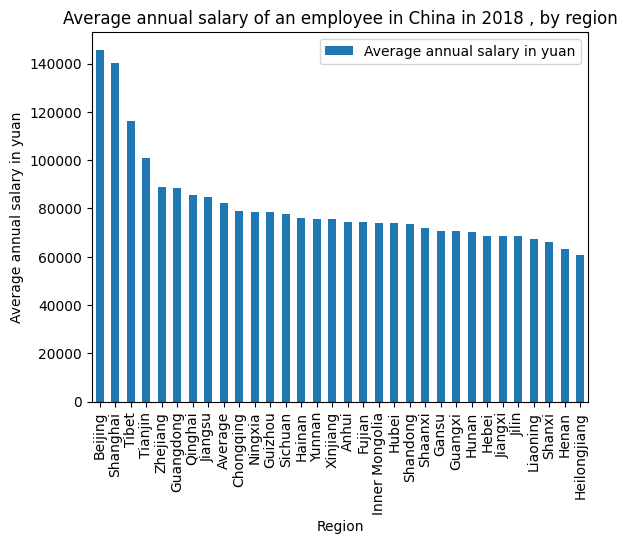 Average annual salary of an employee in China in 2018 , by region
Average annual salary in yuan
Average annual salary in yuan
140000
120000
100000
80000
60000
40000
20000
0
Beijing
Shanghai
Tibet
Tianjin
Zhejiang
Guangdong
Qinghai
Jiangsu
Average
Chongqing
Ningxia
Guizhou
Sichuan
Hainan
Yunnan
Xinjiang
Anhui
Fujian
Inner Mongolia
Hubei
Shandong
Shaanxi
Gansu
Guangxi
Hunan
Hebei
Jiangxi
Jilin
Liaoning
Shanxi
Henan
Heilongjiang
Region